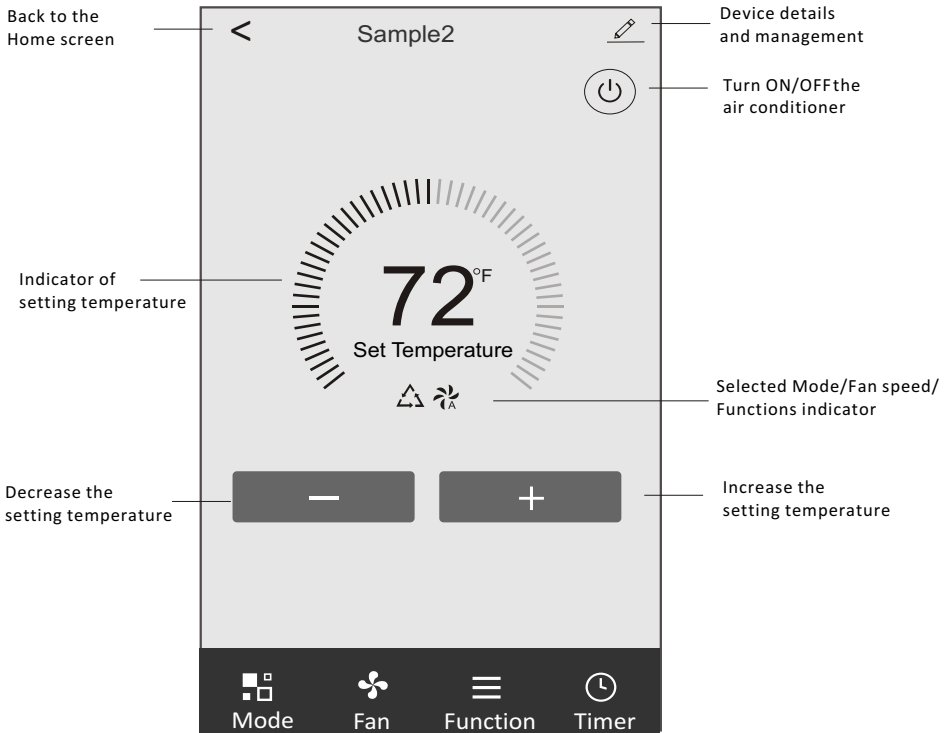 Back to the
Home screen
<
Sample2
Device details
and management
Turn ON/OFF the
air conditioner
Indicator of
setting temperature
72°F
Set Temperature
A
Selected Mode/Fan speed/
Functions indicator
Decrease the
setting temperature
—
+
Increase the
setting temperature
Mode
Fan
Function
Timer